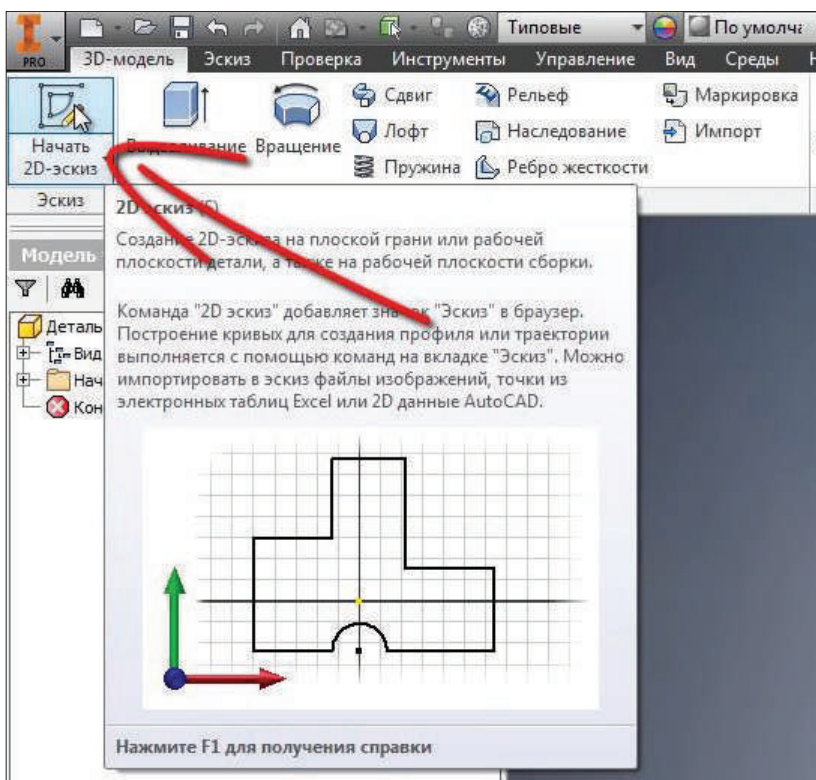 Типовые
По умолча
PRO
3D-модель Эскиз Проверка Инструменты Управление Вид Среды Н
Начать
2D-эскиз
Выдавливание
Вращение
Сдвиг
Лофт
Пружина
Рельеф
Наследование
Ребро жесткости
Маркировка
Импорт
Эскиз
Модель
Деталь
Вид
Нач
Кон
2D эскиз (S)
Создание 2D-эскиза на плоской грани или рабочей
плоскости детали, а также на рабочей плоскости сборки.
Команда "2D эскиз" добавляет значок "Эскиз" в браузер.
Построение кривых для создания профиля или траектории
выполняется с помощью команд на вкладке "Эскиз". Можно
импортировать в эскиз файлы изображений, точки из
электронных таблиц Excel или 2D данные AutoCAD.
Нажмите F1 для получения справки